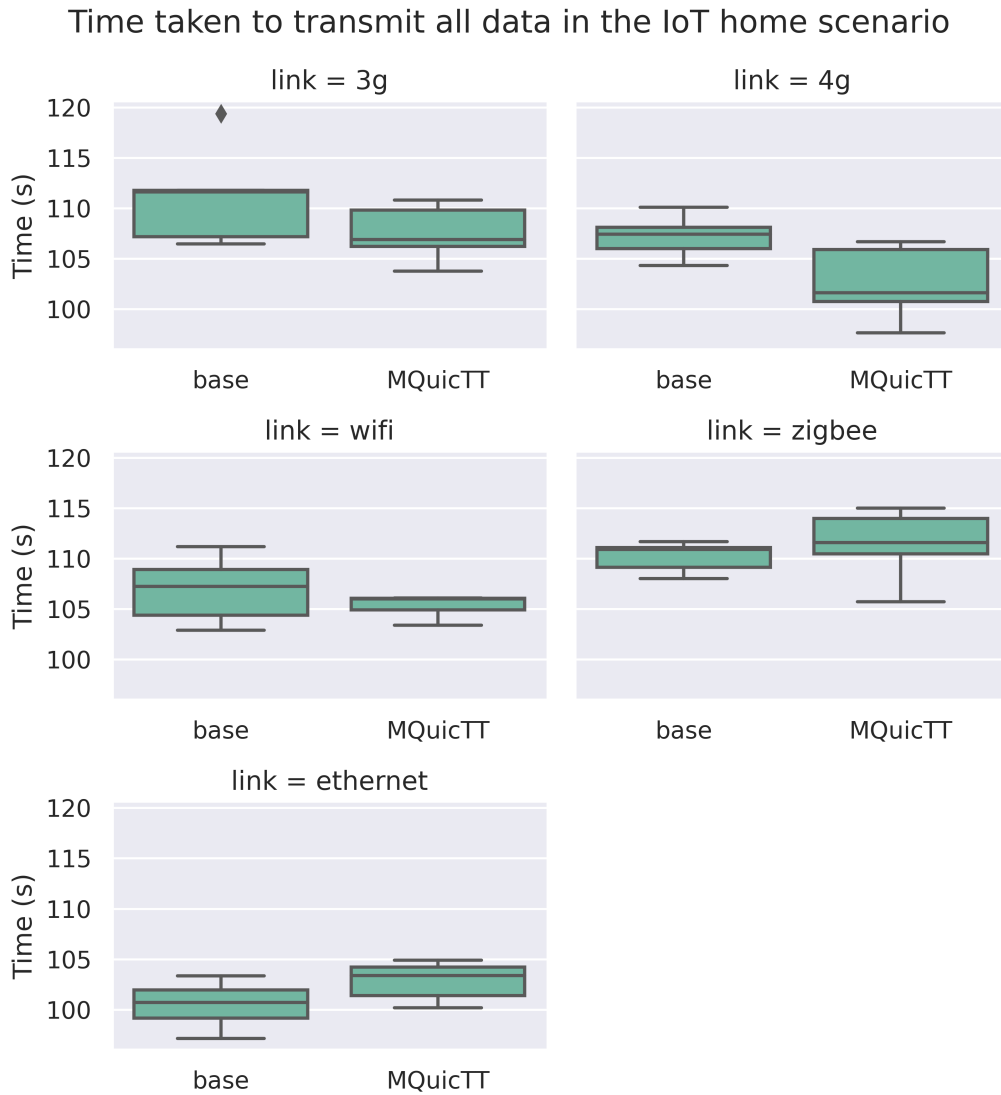 Time taken to transmit all data in the IoT home scenario
link = 3g
120
115
110
105
100
Time (s)
base
MQuicTT
link = 4g
base
MQuicTT
link = wifi
120
115
110
105
100
Time (s)
base
MQuicTT
link = zigbee
base
MQuicTT
link = ethernet
120
115
110
105
100
Time (s)
base
MQuicTT